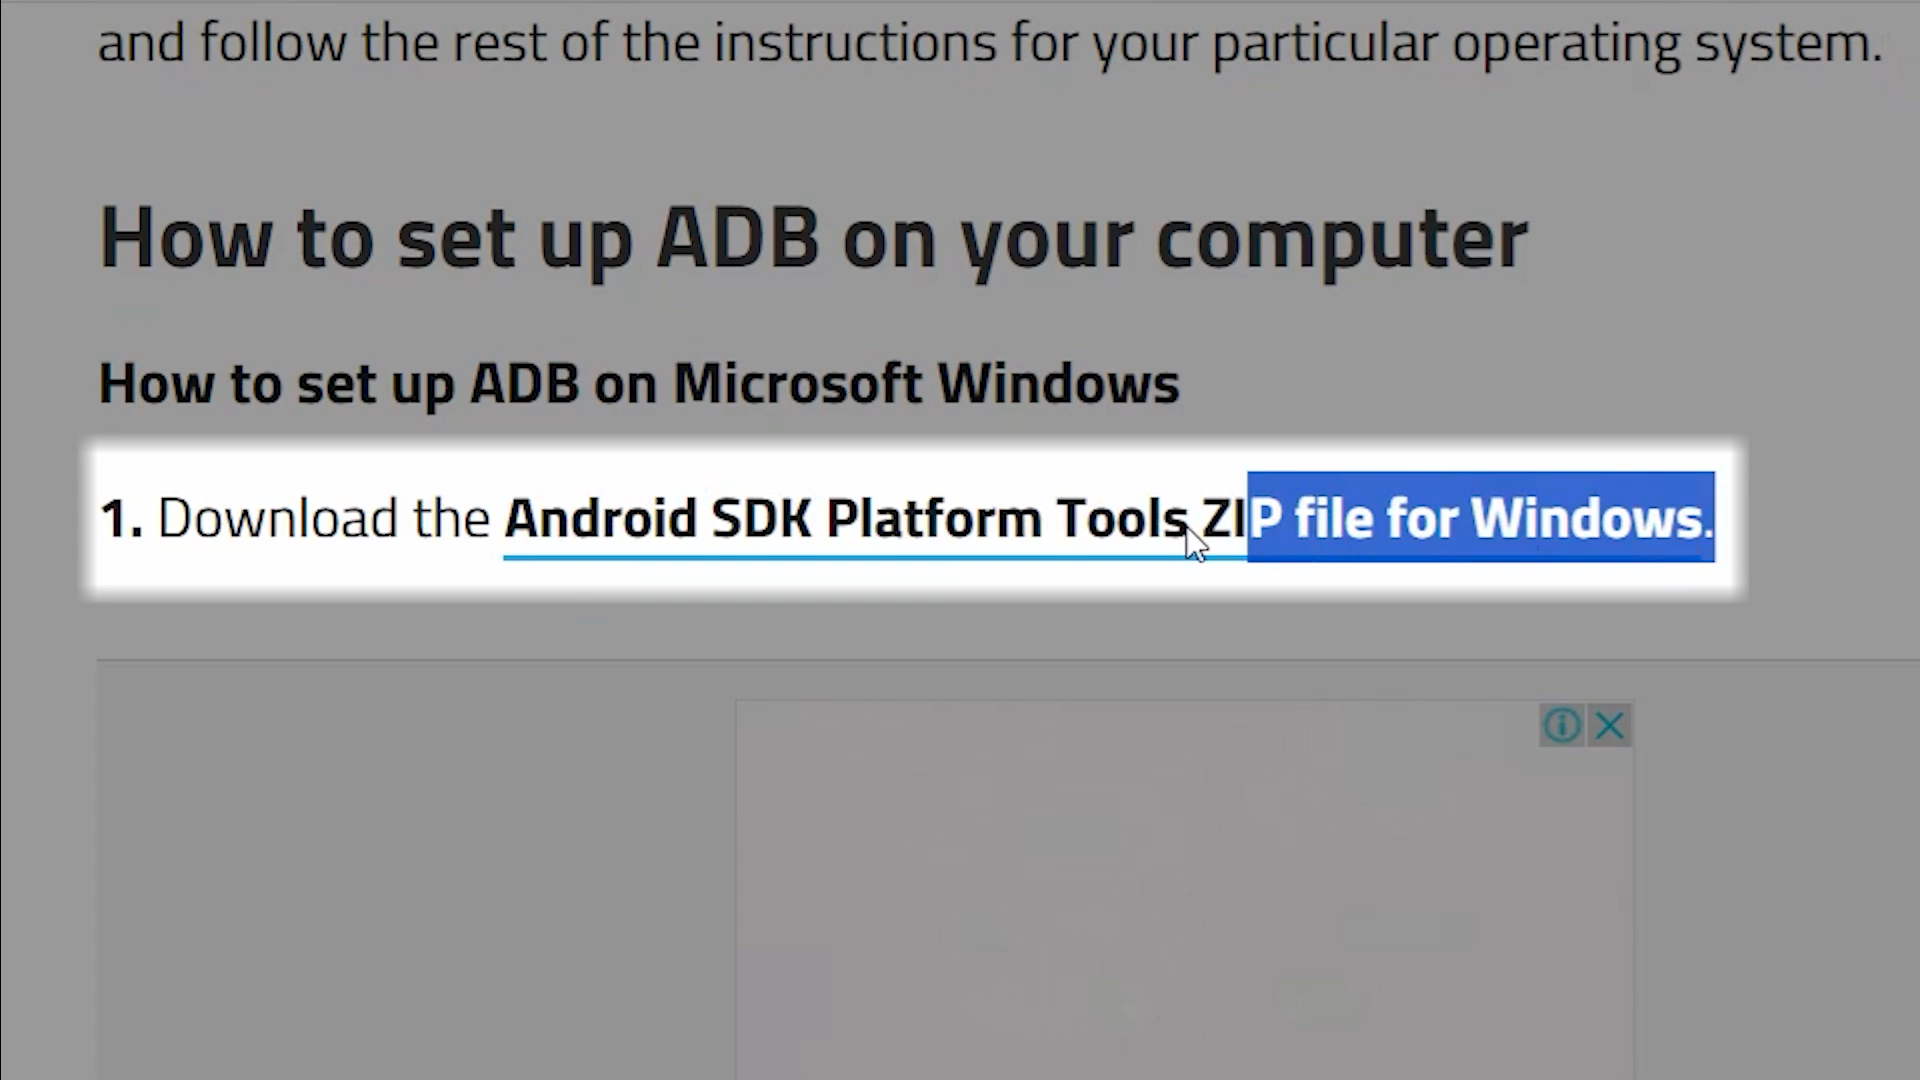 and follow the rest of the instructions for your particular operating system.
How to set up ADB on your computer
How to set up ADB on Microsoft Windows
1. Download the Android SDK Platform Tools ZIP file for Windows.